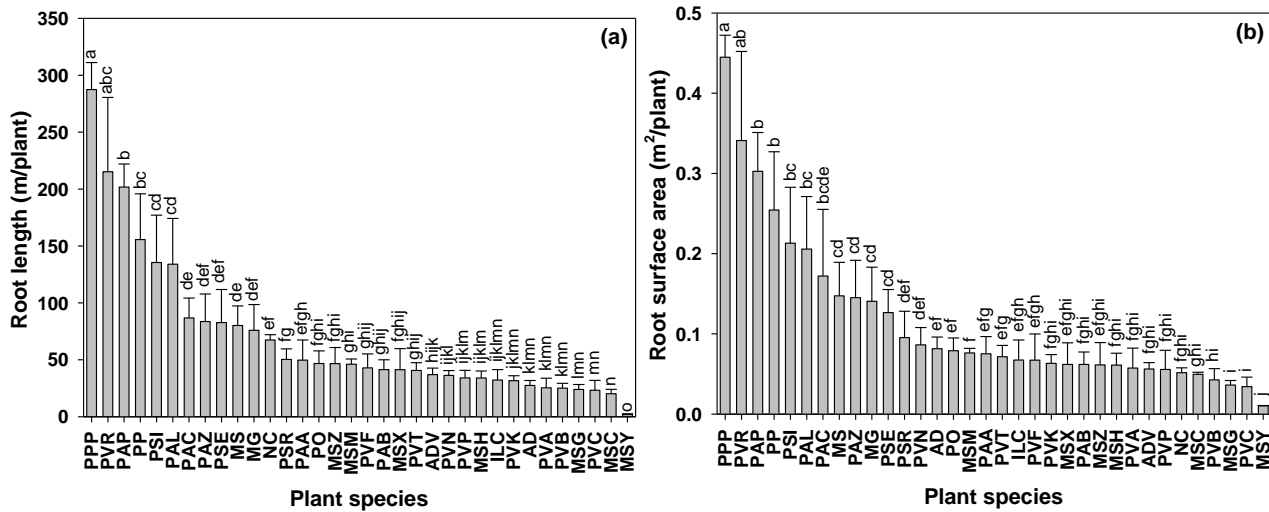 (a)
Root length (m/plant)
350
300
250
200
150
100
50
0
a
abc
b
bc
cd
cd
de
def
def
de
def
ef
fg
efgh
fghi
fghi
ghi
ghij
ghij
fghij
ghij
hijk
ijkl
ijklmn
ijklm
ijklmn
jklmn
klmn
klmn
klmn
lmn
mn
n
o
PPP
PVR
PAP
PP
PSI
PAL
PAC
PAZ
PSE
MS
MG
NC
PSR
PAA
PO
MSZ
MSM
PVF
PAB
MSX
PVT
ADV
PVN
PVP
MSH
ILC
PVK
AD
PVA
PVB
MSG
PVC
MSC
MSY
Plant species
(b)
Root surface area (m²/plant)
0.5
0.4
0.3
0.2
0.1
0.0
a
ab
b
b
bc
bc
bcde
cd
cd
cd
cd
def
def
ef
ef
f
efg
efg
efgh
efgh
fghi
efghi
fghi
efghi
fghi
fghi
fghi
fghi
fghi
ghi
hi
i
i
j
PPP
PVR
PAP
PP
PSI
PAL
PAC
MS
PAZ
MG
PSE
PSR
PVN
AD
PO
MSM
PAA
PVT
ILC
PVF
PVK
MSX
PAB
MSZ
MSH
PVA
ADV
PVP
NC
MSC
PVB
MSG
PVC
MSY
Plant species